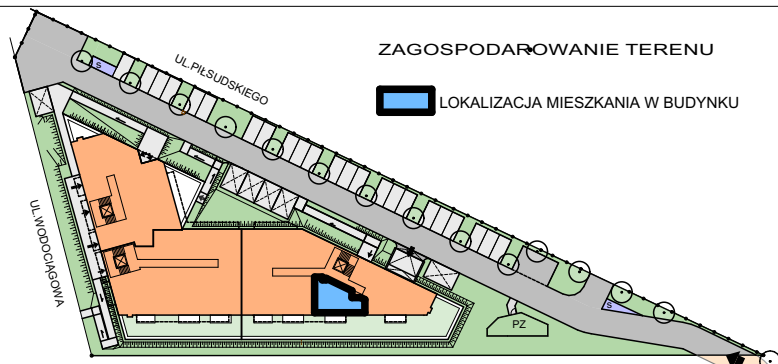 ZAGOSPODAROWANIE TERENU
UL.PIŁSUDSKIEGO
LOKALIZACJA MIESZKANIA W BUDYNKU
UL.WODOCIĄGOWA
Ś
Ś
PZ